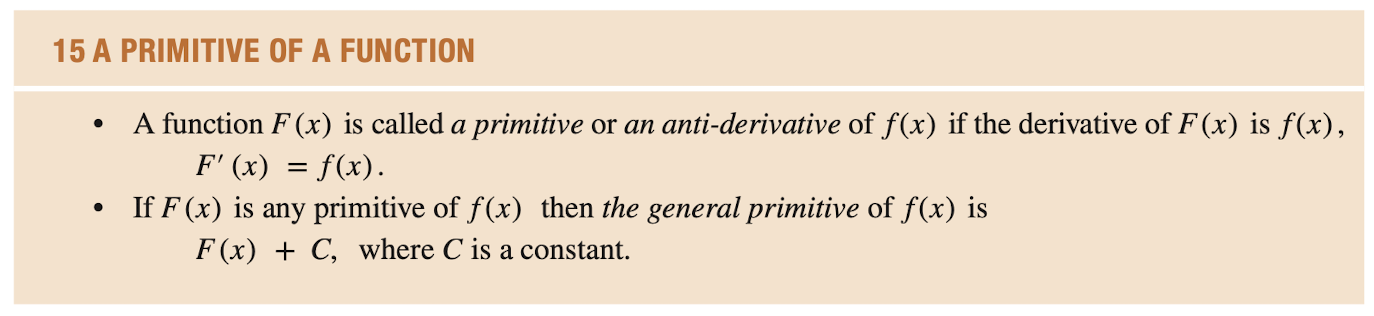 15 A PRIMITIVE OF A FUNCTION
• A function F(x) is called a primitive or an anti-derivative of f(x) if the derivative of F(x) is f(x),
F′(x) = f(x).
• If F(x) is any primitive of f(x) then the general primitive of f(x) is
F(x) + C, where C is a constant.